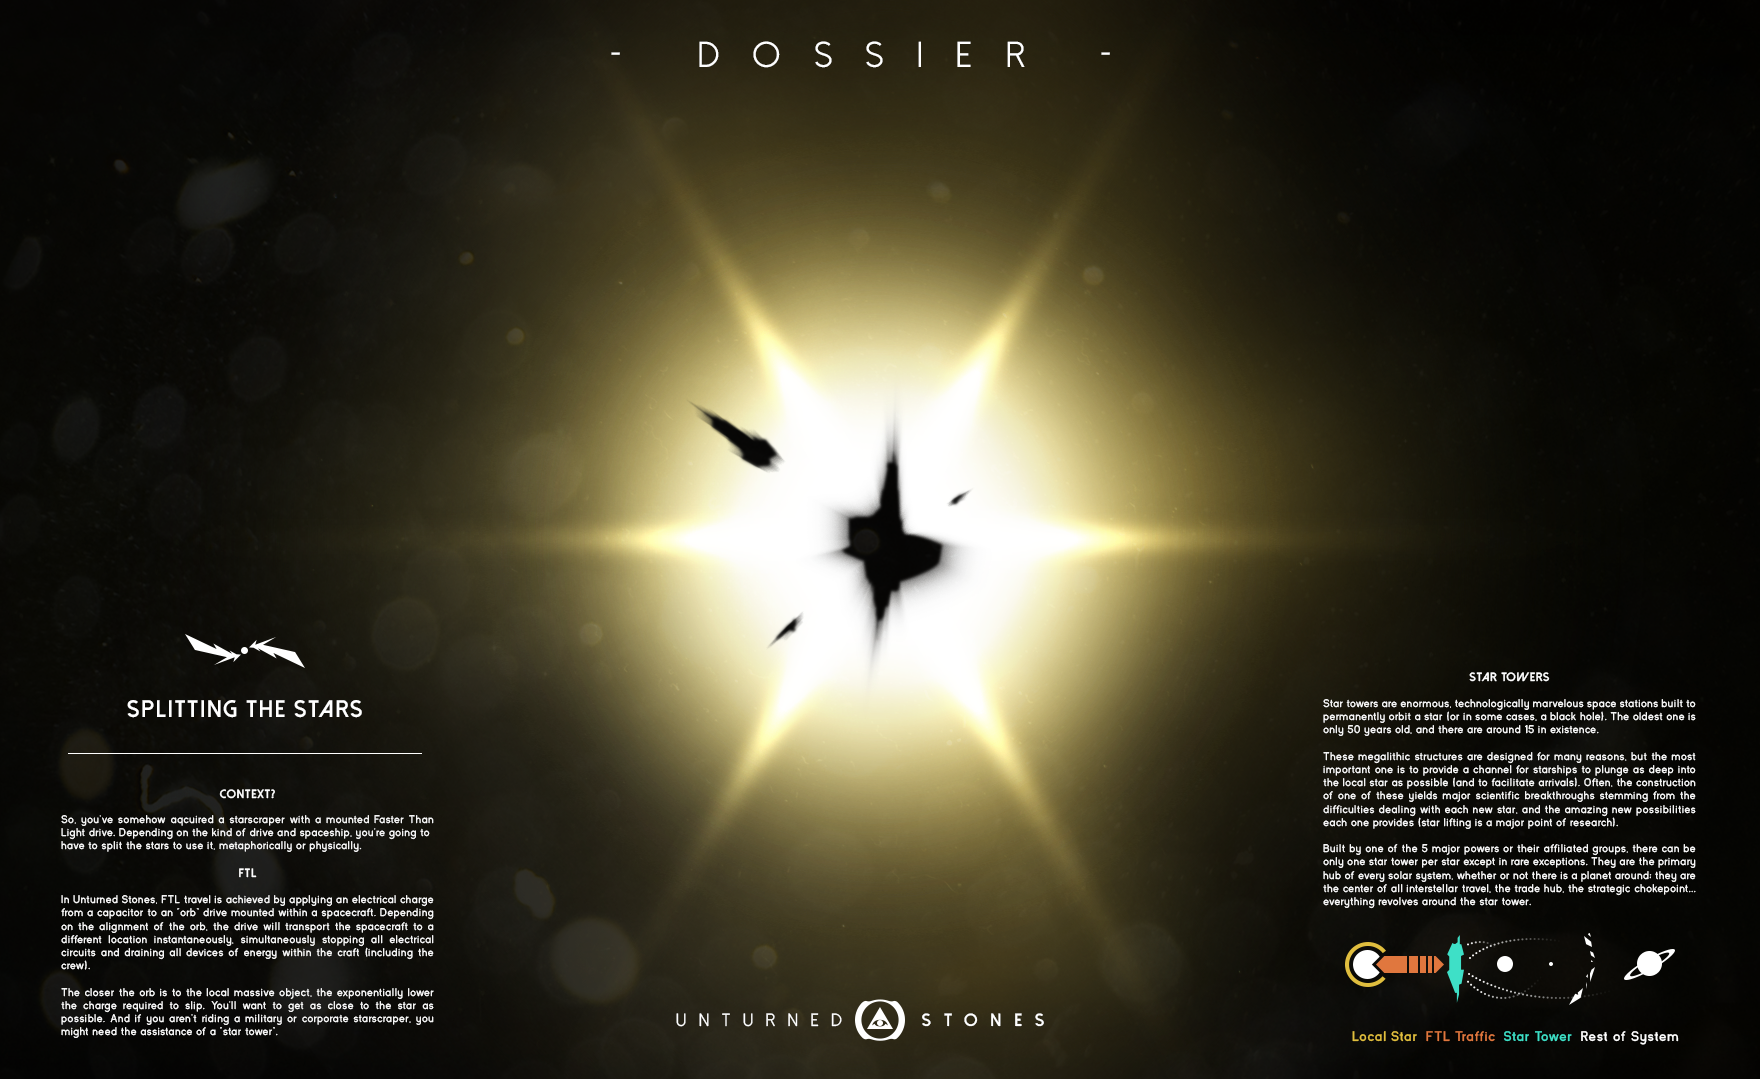 - DOSSIER -
SPLITTING THE STARS
CONTEXT?
So, you've somehow aqcuired a starscraper with a mounted Faster Than
Light drive. Depending on the kind of drive and spaceship, you're going to
have to split the stars to use it, metaphorically or physically.
FTL
In Unturned Stones, FTL travel is achieved by applying an electrical charge
from a capacitor to an "orb" drive mounted within a spacecraft. Depending
on the alignment of the orb, the drive will transport the spacecraft to a
different location instantaneously, simultaneously stopping all electrical
circuits and draining all devices of energy within the craft (including the
crew).
The closer the orb is to the local massive object, the exponentially lower
the charge required to slip. You'll want to get as close to the star as
possible. And if you aren't riding a military or corporate starscraper, you
might need the assistance of a "star tower".
STAR TOWERS
Star towers are enormous, technologically marvelous space stations built to
permanently orbit a star (or in some cases, a black hole). The oldest one is
only 50 years old, and there are around 15 in existence.
These megalithic structures are designed for many reasons, but the most
important one is to provide a channel for starships to plunge as deep into
the local star as possible (and to facilitate arrivals). Often, the construction
of one of these yields major scientific breakthroughs stemming from the
difficulties dealing with each new star, and the amazing new possibilities
each one provides (star lifting is a major point of research).
Built by one of the 5 major powers or their affiliated groups, there can be
only one star tower per star except in rare exceptions. They are the primary
hub of every solar system, whether or not there is a planet around: they are
the center of all interstellar travel, the trade hub, the strategic chokepoint...
everything revolves around the star tower.
Local Star FTL Traffic Star Tower Rest of System
UNTURNED STONES